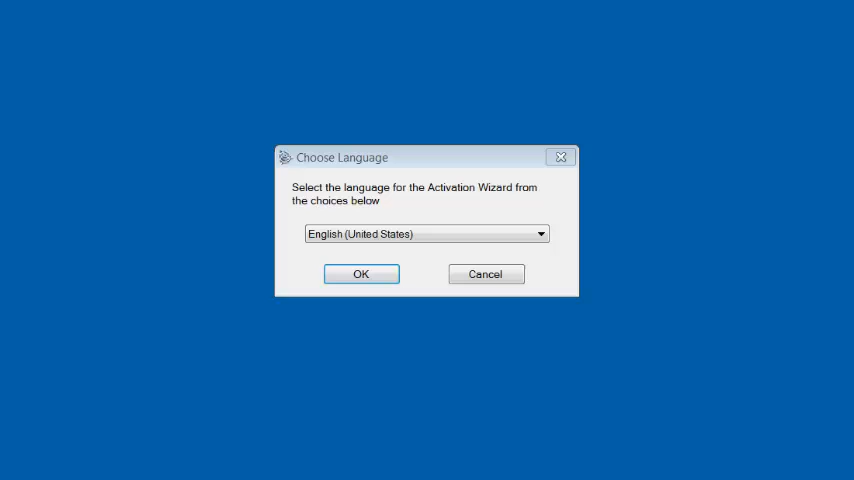 Choose Language
Select the language for the Activation Wizard from
the choices below
English (United States)
OK
Cancel